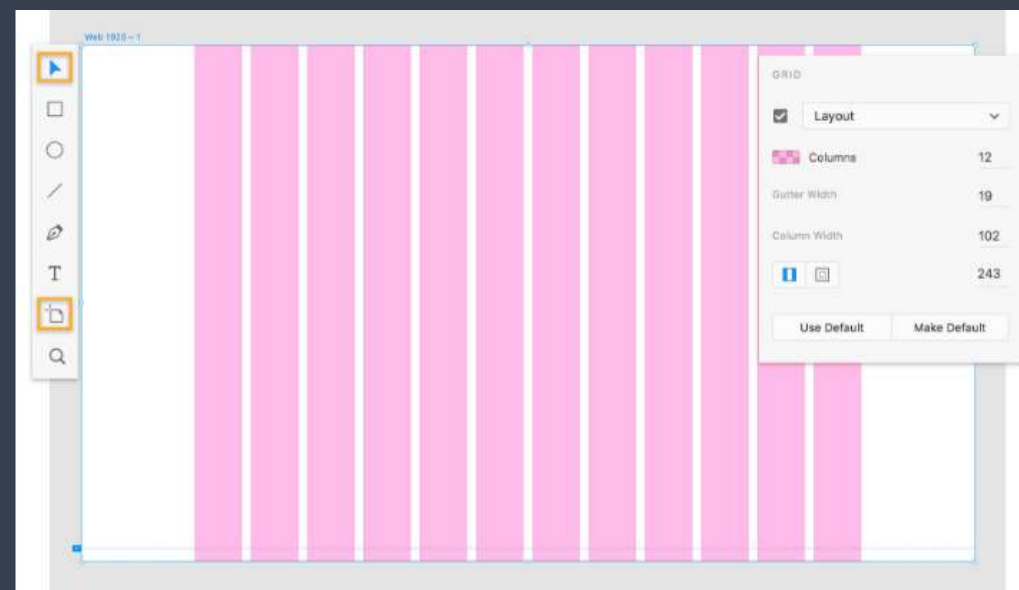 Web 1920 – 1
GRID
Layout
Columns 12
Gutter Width 19
Column Width 102
243
Use Default Make Default
T